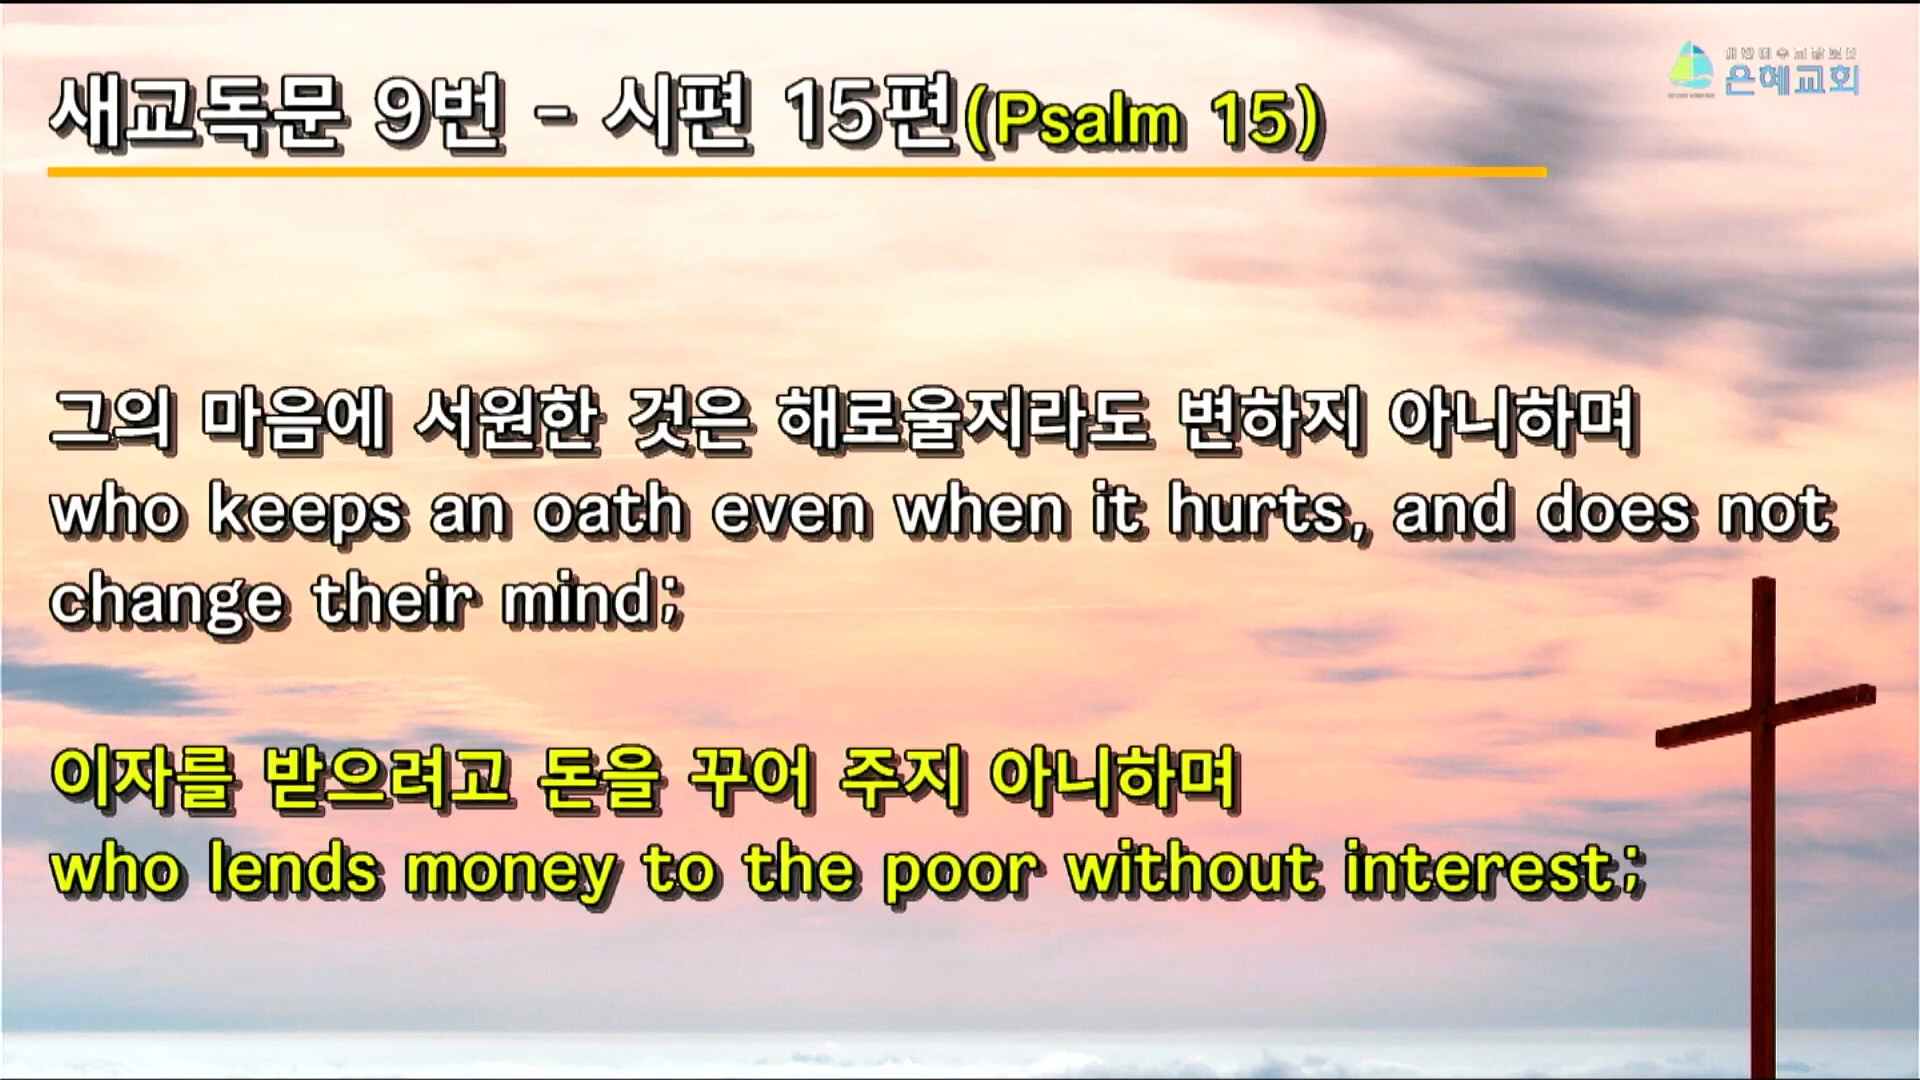 새교독문 9번 - 시편 15편(Psalm 15)
은혜교회
그의 마음에 서원한 것은 해로울지라도 변하지 아니하며
who keeps an oath even when it hurts, and does not
change their mind;
이자를 받으려고 돈을 꾸어 주지 아니하며
who lends money to the poor without interest;